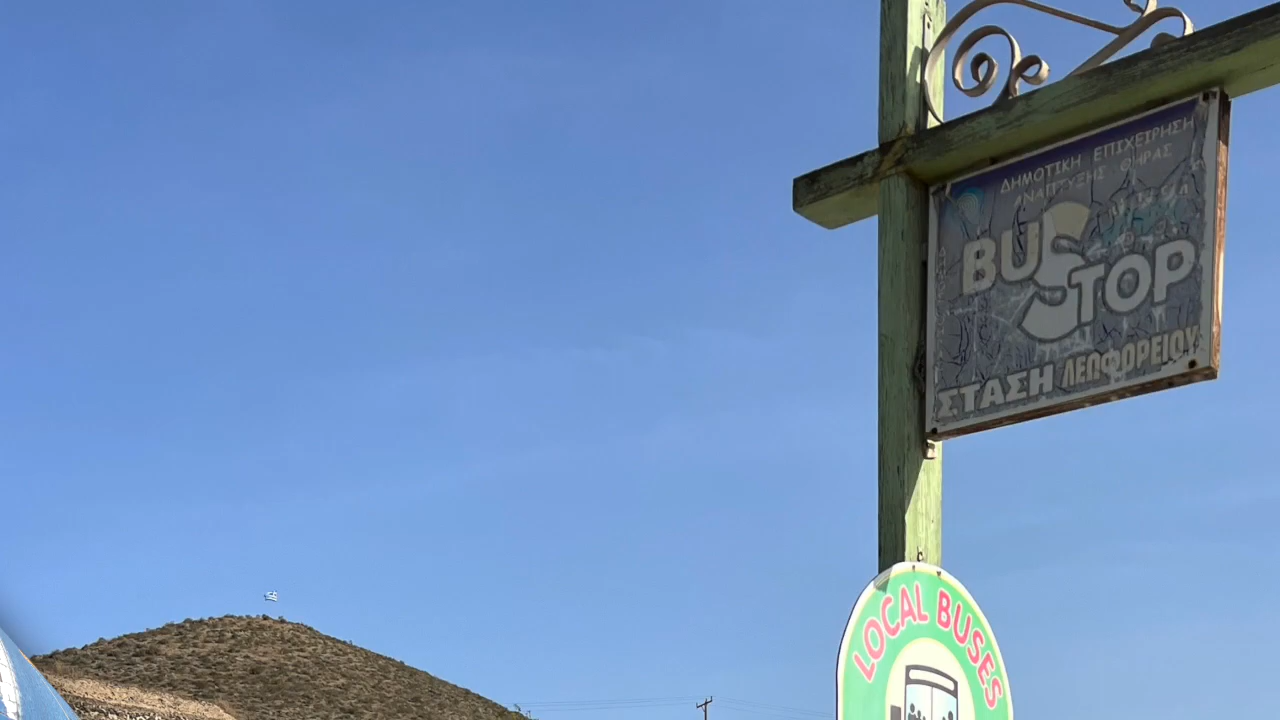 ΔΗΜΟΤΙΚΗ ΕΠΙΧΕΙΡΗΣΗ
ΑΝΑΠΤΥΞΗΣ ΘΗΡΑΣ
BUS
STOP
ΣΤΑΣΗ ΛΕΩΦΟΡΕΙΟΥ
LOCAL BUSES